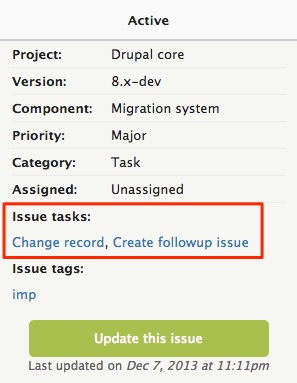 Active
Project: Drupal core
Version: 8.x-dev
Component: Migration system
Priority: Major
Category: Task
Assigned: Unassigned
Issue tasks:
Change record, Create followup issue
Issue tags:
imp
Update this issue
Last updated on Dec 7, 2013 at 11:11pm